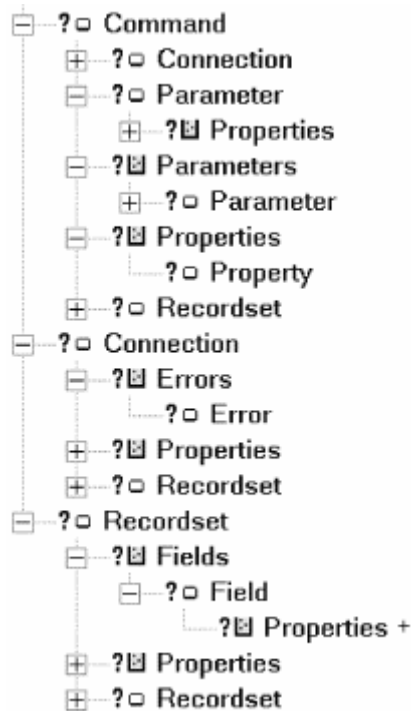 ? Command
? Connection
? Parameter
? Properties
? Parameters
? Parameter
? Properties
? Property
? Recordset
? Connection
? Errors
? Error
? Properties
? Recordset
? Recordset
? Fields
? Field
? Properties +
? Properties
? Recordset